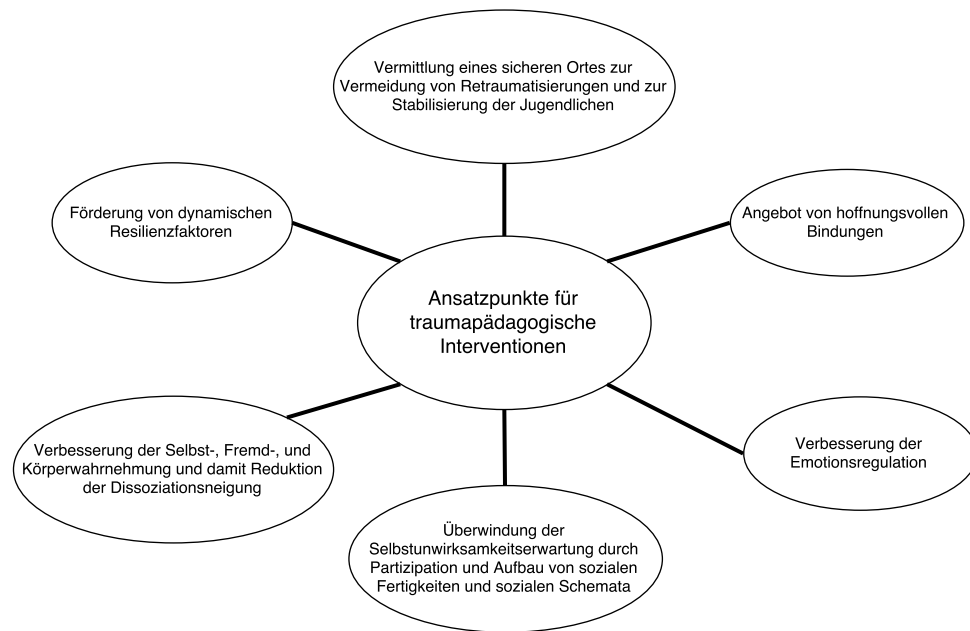 Vermittlung eines sicheren Ortes zur
Vermeidung von Retraumatisierungen und zur
Stabilisierung der Jugendlichen
Förderung von dynamischen
Resilienzfaktoren
Angebot von hoffnungsvollen
Bindungen
Ansatzpunkte für
traumapädagogische
Interventionen
Verbesserung der Selbst-, Fremd-, und
Körperwahrnehmung und damit Reduktion
der Dissoziationsneigung
Verbesserung der
Emotionsregulation
Überwindung der
Selbstunwirksamkeitserwartung durch
Partizipation und Aufbau von sozialen
Fertigkeiten und sozialen Schemata